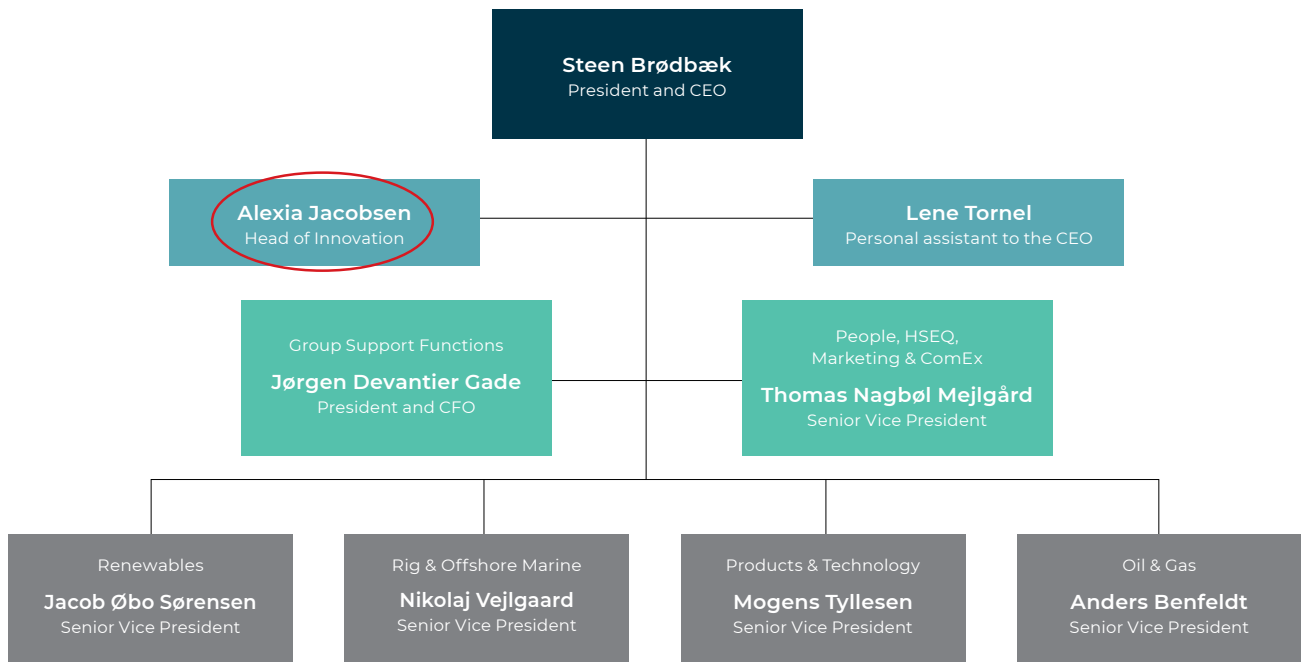 Steen Brødbæk
President and CEO
Alexia Jacobsen
Head of Innovation
Lene Tornel
Personal assistant to the CEO
Group Support Functions
Jørgen Devantier Gade
President and CFO
People, HSEQ,
Marketing & ComEx
Thomas Nagbøl Mejlgård
Senior Vice President
Renewables
Jacob Øbo Sørensen
Senior Vice President
Rig & Offshore Marine
Nikolaj Vejlgaard
Senior Vice President
Products & Technology
Mogens Tyllesen
Senior Vice President
Oil & Gas
Anders Benfeldt
Senior Vice President